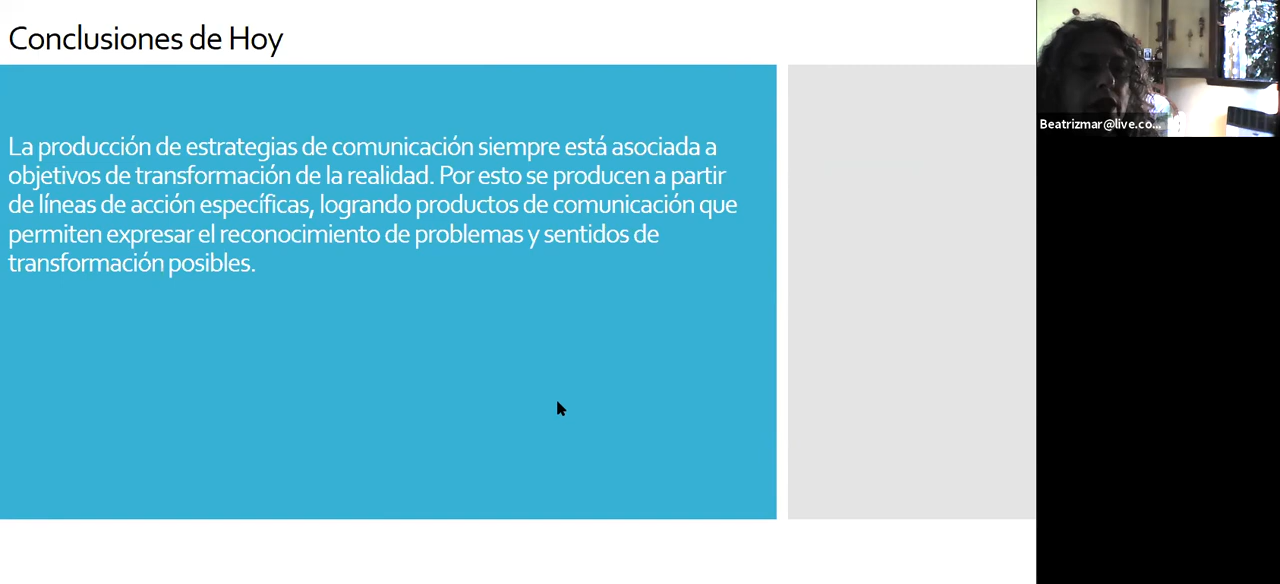 Conclusiones de Hoy
La producción de estrategias de comunicación siempre está asociada a
objetivos de transformación de la realidad. Por esto se producen a partir
de líneas de acción específicas, logrando productos de comunicación que
permiten expresar el reconocimiento de problemas y sentidos de
transformación posibles.
Beatrizmar@live.co...